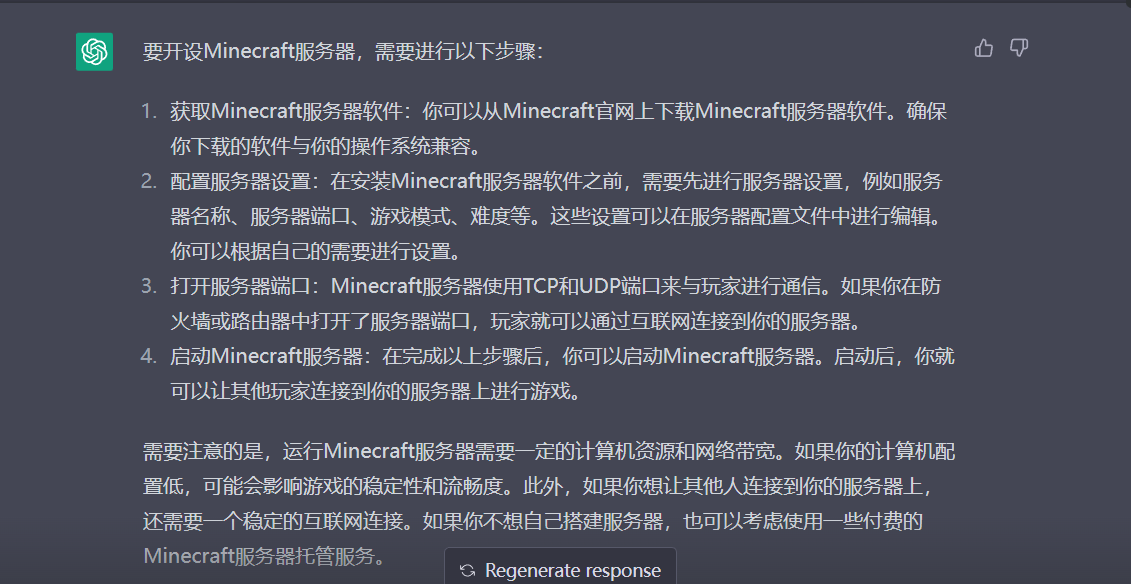 要开设Minecraft服务器，需要进行以下步骤：
1. 获取Minecraft服务器软件：你可以从Minecraft官网上下载Minecraft服务器软件。确保
你下载的软件与你的操作系统兼容。
2. 配置服务器设置：在安装Minecraft服务器软件之前，需要先进行服务器设置，例如服务
器名称、服务器端口、游戏模式、难度等。这些设置可以在服务器配置文件中进行编辑。
你可以根据自己的需要进行设置。
3. 打开服务器端口：Minecraft服务器使用TCP和UDP端口来与玩家进行通信。如果你在防
火墙或路由器中打开了服务器端口，玩家就可以通过互联网连接到你的服务器。
4. 启动Minecraft服务器：在完成以上步骤后，你可以启动Minecraft服务器。启动后，你就
可以让其他玩家连接到你的服务器上进行游戏。
需要注意的是，运行Minecraft服务器需要一定的计算机资源和网络带宽。如果你的计算机配
置低，可能会影响游戏的稳定性和流畅度。此外，如果你想让其他人连接到你的服务器上，
还需要一个稳定的互联网连接。如果你不想自己搭建服务器，也可以考虑使用一些付费的
Minecraft服务器托管服务。
Regenerate response